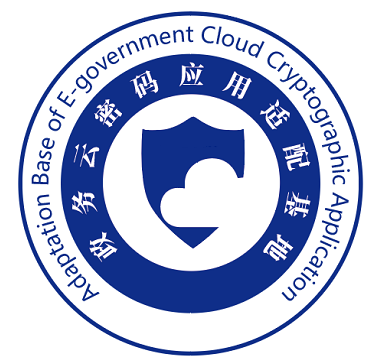 Adaptation Base of E-government Cloud Cryptographic Application
政务云密码应用适配基地